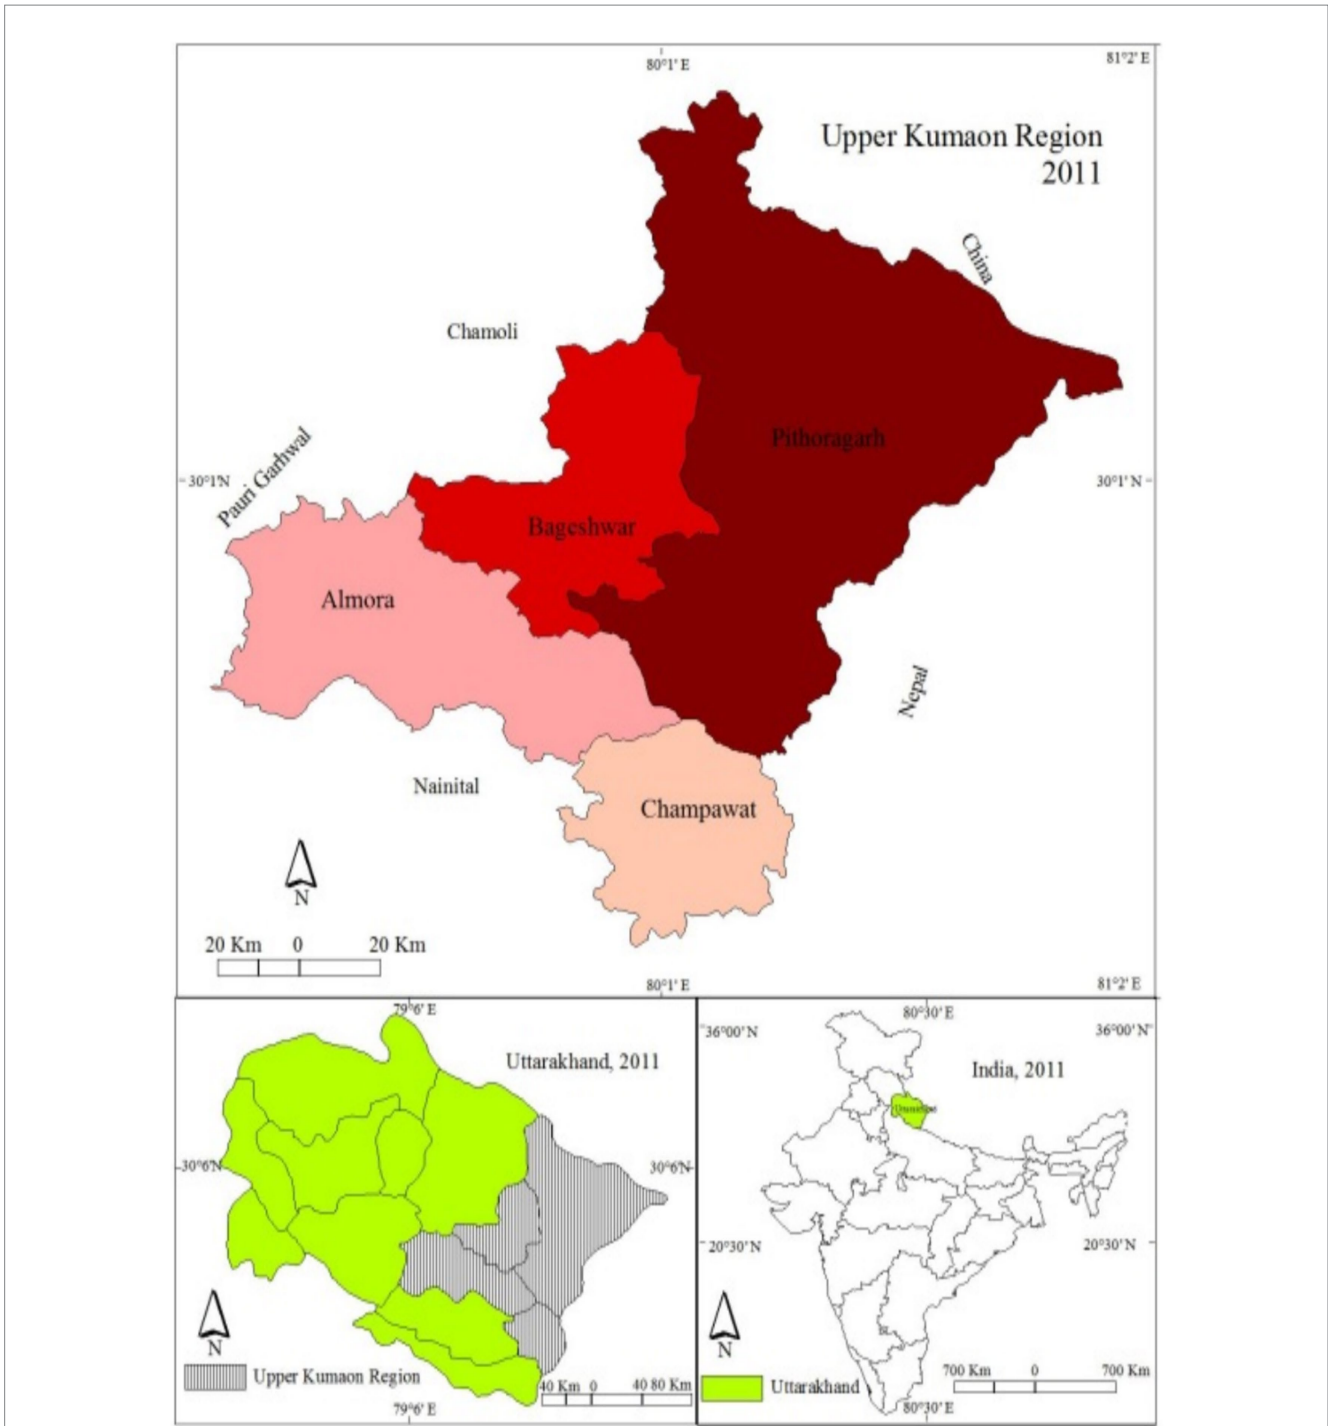 80°1' E
81°2' E
Upper Kumaon Region
2011
China
Chamoli
Pithoragarh
Pauri Garhwal
30°1'N
30°1' N
Bageshwar
Almora
Nepal
Nainital
Champawat
N
20 Km 0 20 Km
80°1' E
81°2' E
79°6' E
Uttarakhand, 2011
30°6'N
30°6'N
N
Upper Kumaon Region
40 Km 0 40 80 Km
79°6' E
80°30' E
36°00' N
36°00' N
India, 2011
20°30' N
20°30' N
N
700 Km 0 700 Km
Uttarakhand
80°30' E